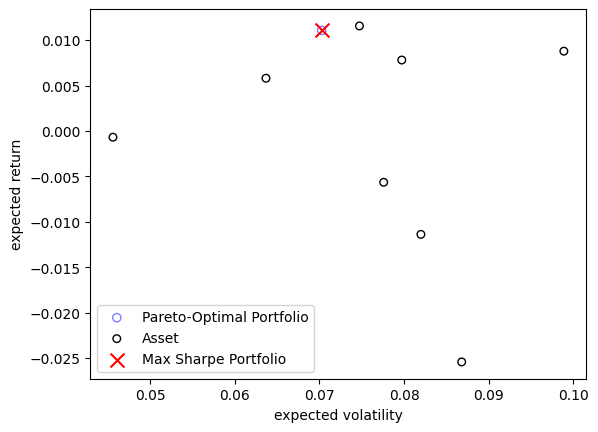 0.010
0.005
0.000
−0.005
−0.010
−0.015
−0.020
−0.025
expected return
Pareto-Optimal Portfolio
Asset
Max Sharpe Portfolio
0.05 0.06 0.07 0.08 0.09 0.10
expected volatility